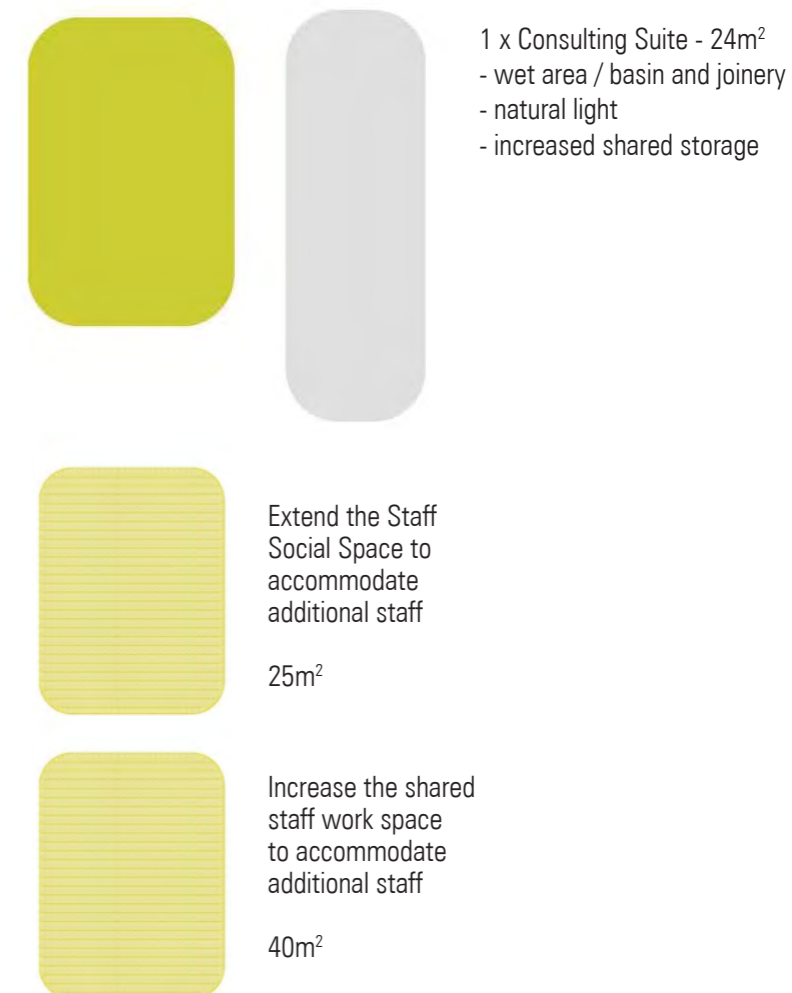 1 x Consulting Suite - 24m²
- wet area / basin and joinery
- natural light
- increased shared storage
Extend the Staff
Social Space to
accommodate
additional staff
25m²
Increase the shared
staff work space
to accommodate
additional staff
40m²